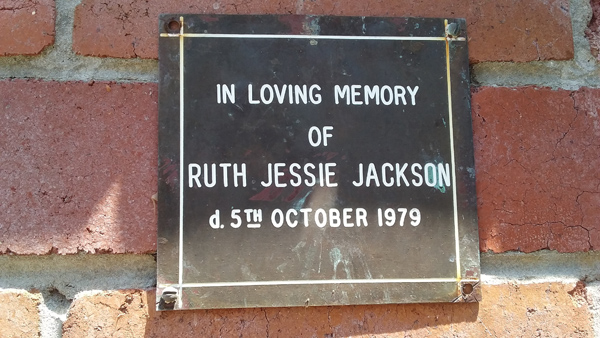 IN LOVING MEMORY
OF
RUTH JESSIE JACKSON
d. 5TH OCTOBER 1979